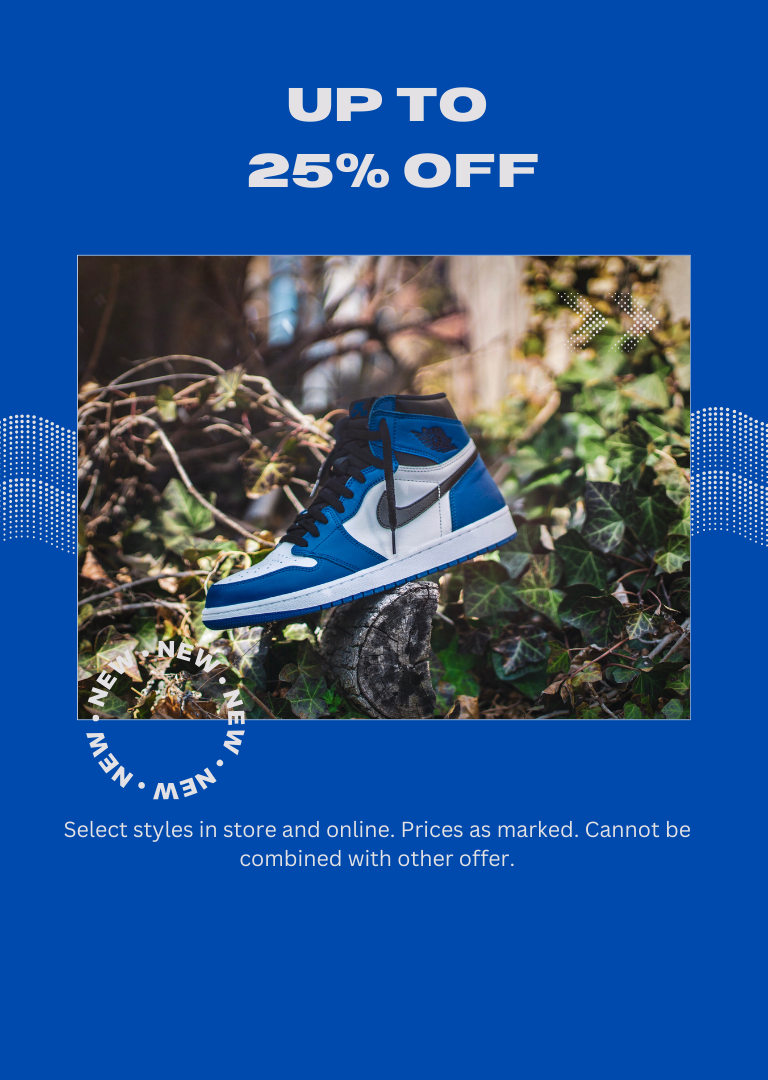 UP TO
25% OFF
NEW • NEW • NEW • NEW • NEW • NEW •
Select styles in store and online. Prices as marked. Cannot be
combined with other offer.